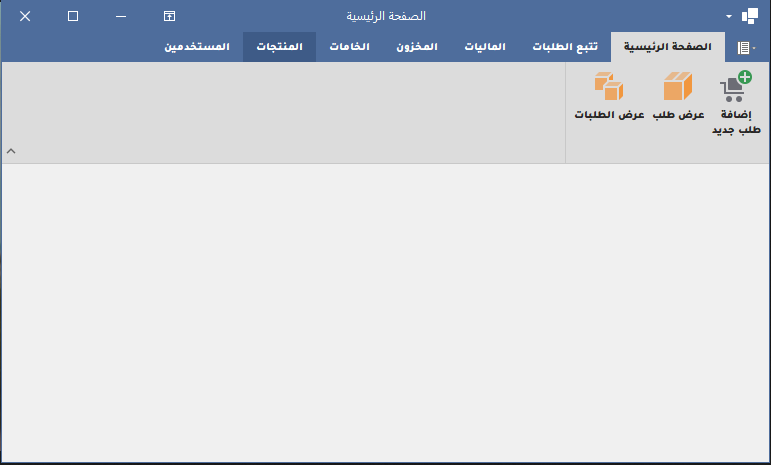 الصفحة الرئيسية
الصفحة الرئيسية
تتبع الطلبات
الماليات
المخزون
الخامات
المنتجات
المستخدمين
إضافة
طلب جديد
عرض طلب
عرض الطلبات